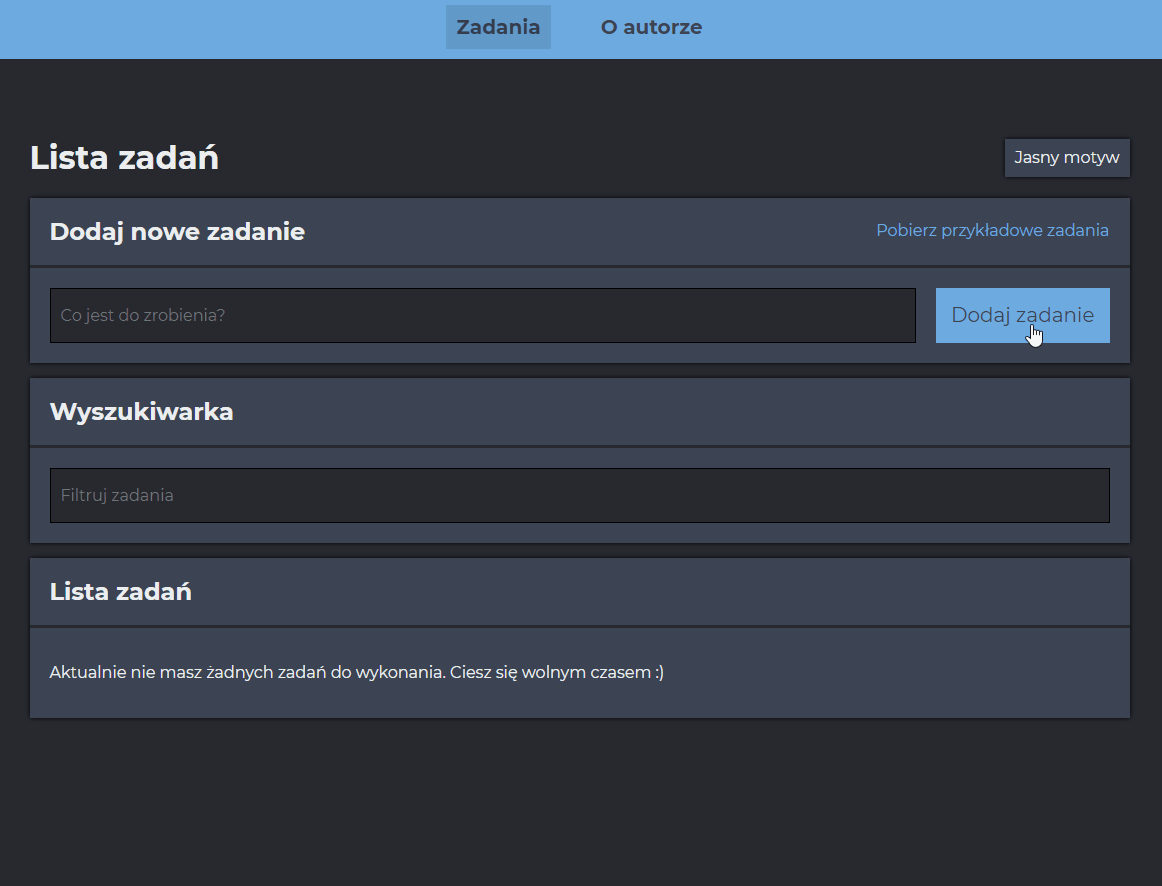 Zadania O autorze
Lista zadań
Jasny motyw
Dodaj nowe zadanie
Pobierz przykładowe zadania
Co jest do zrobienia?
Dodaj zadanie
Wyszukiwarka
Filtruj zadania
Lista zadań
Aktualnie nie masz żadnych zadań do wykonania. Ciesz się wolnym czasem :)